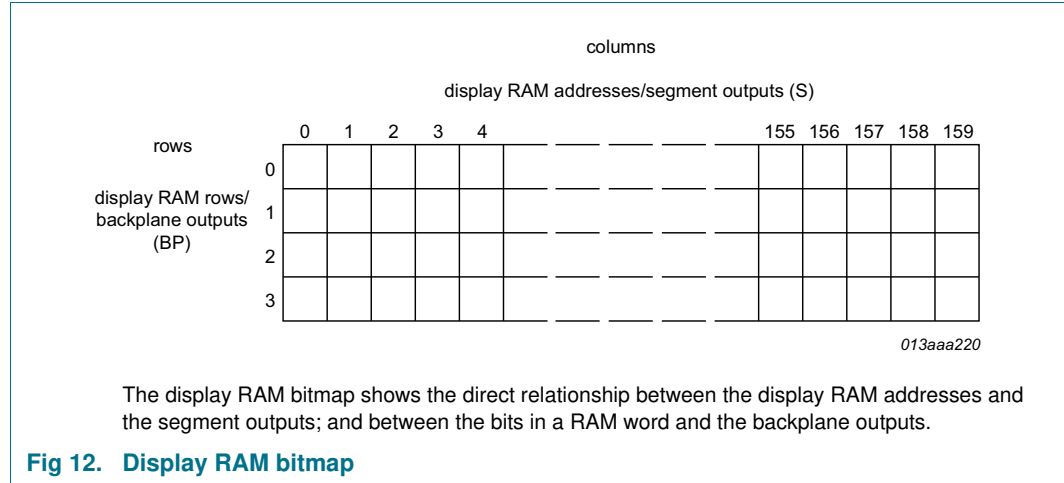 columns
display RAM addresses/segment outputs (S)
0 1 2 3 4 155 156 157 158 159
rows
0
display RAM rows/
backplane outputs
(BP)
1
2
3
013aaa220
The display RAM bitmap shows the direct relationship between the display RAM addresses and
the segment outputs; and between the bits in a RAM word and the backplane outputs.
Fig 12. Display RAM bitmap